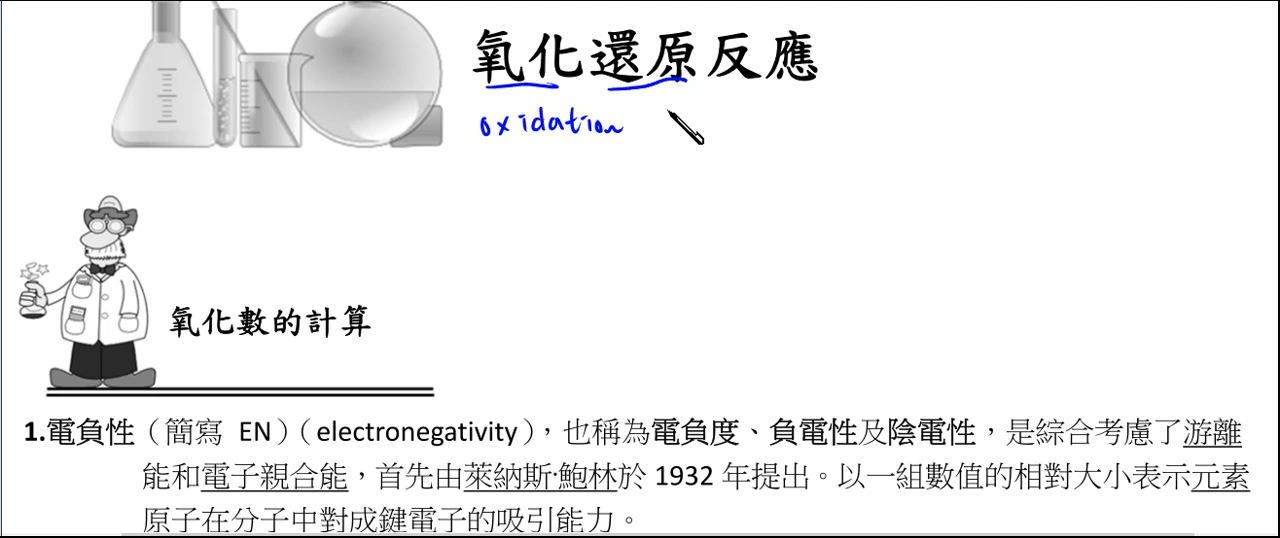 氧化還原反應
oxidation
氧化數的計算
1.電負性（簡寫 EN）（electronegativity），也稱為電負度、負電性及陰電性，是綜合考慮了游離
能和電子親合能，首先由萊納斯·鮑林於 1932 年提出。以一組數值的相對大小表示元素
原子在分子中對成鍵電子的吸引能力。